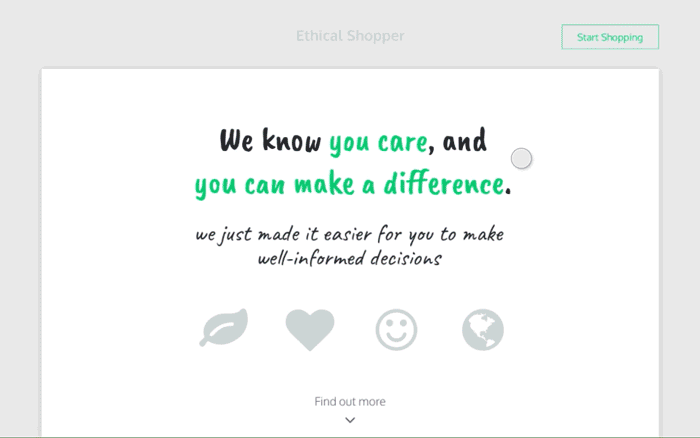 Ethical Shopper
Start Shopping
We know you care, and
you can make a difference.
we just made it easier for you to make
well-informed decisions
Find out more